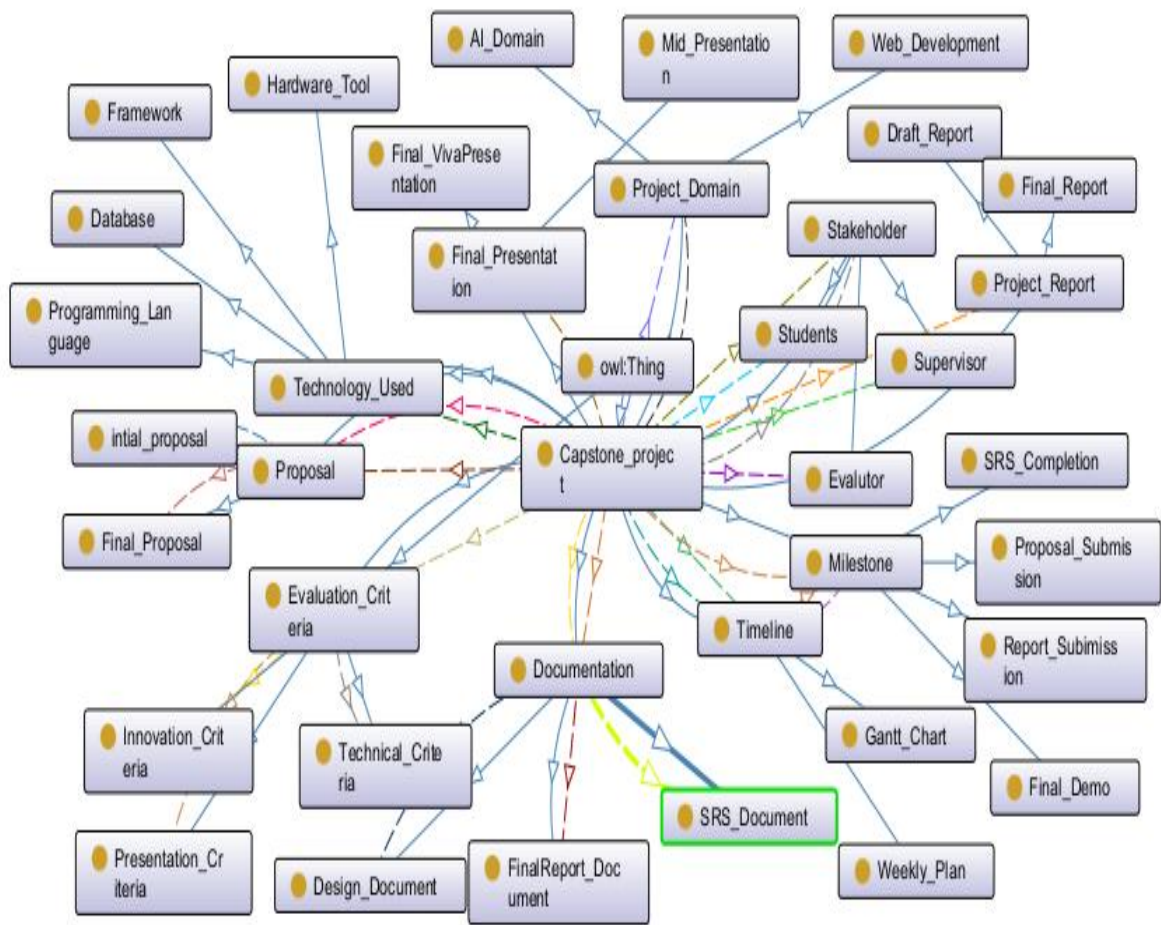 AI_Domain
Mid_Presentatio
n
Web_Development
Hardware_Tool
Framework
Final_VivaPrese
ntation
Draft_Report
Project_Domain
Final_Report
Database
Final_Presentat
ion
Stakeholder
Project_Report
Programming_Lan
guage
Students
owl:Thing
Supervisor
Technology_Used
intial_proposal
Proposal
Capstone_projec
t
SRS_Completion
Evalutor
Final_Proposal
Milestone
Proposal_Submis
sion
Evaluation_Crit
eria
Timeline
Report_Subimiss
ion
Documentation
Innovation_Crit
eria
Technical_Crite
ria
Gantt_Chart
Final_Demo
SRS_Document
Presentation_Cr
iteria
Design_Document
FinalReport_Doc
ument
Weekly_Plan